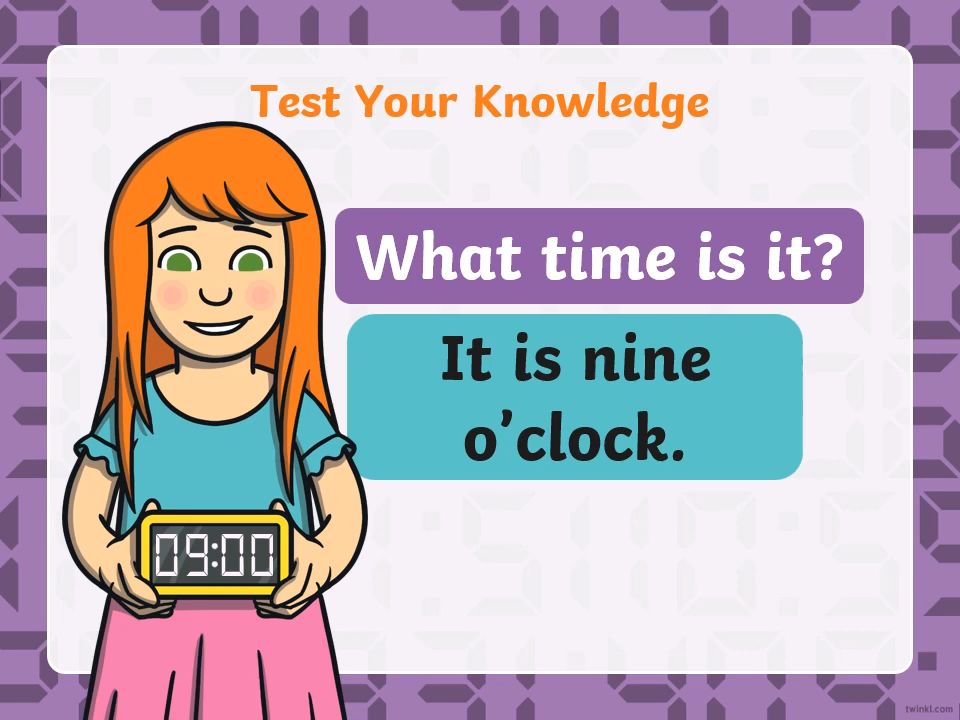 Test Your Knowledge
What time is it?
It is nine
o’clock.
09:00
twinkl.com